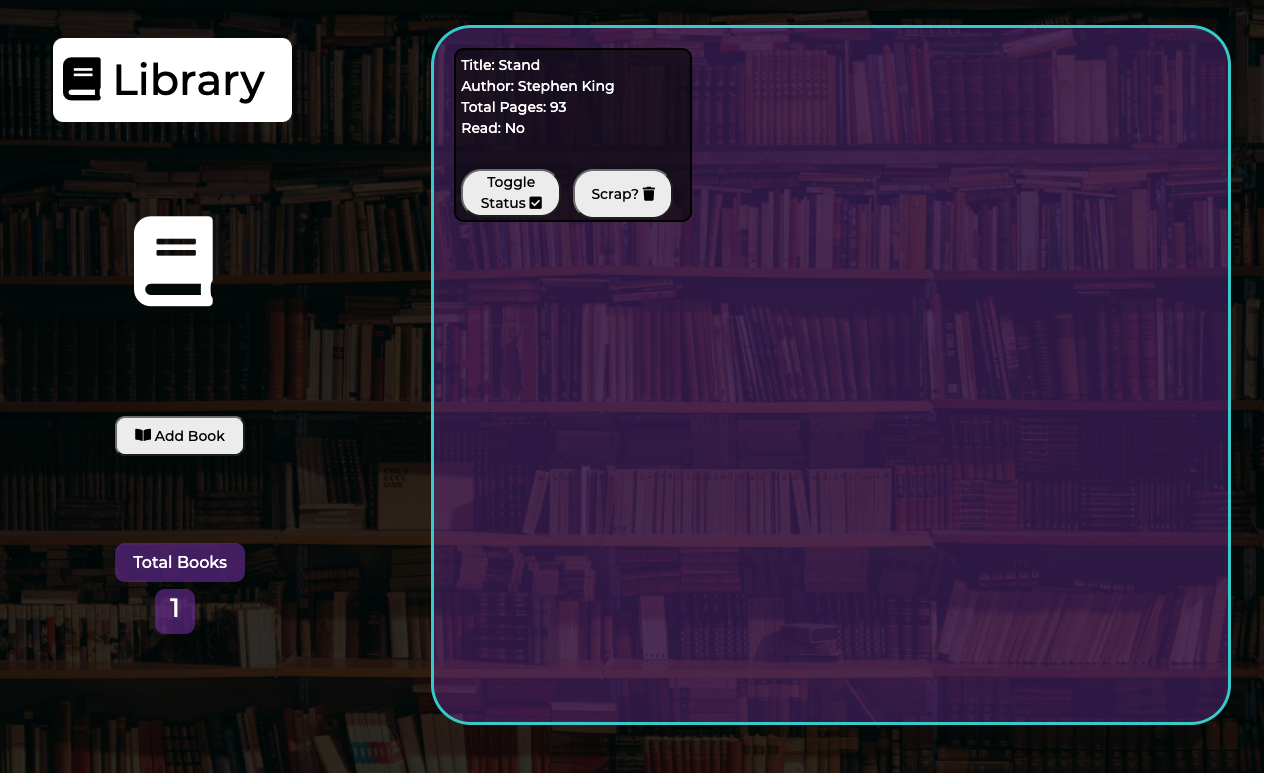 Library
Add Book
Total Books
1
Title: Stand
Author: Stephen King
Total Pages: 93
Read: No
Toggle
Status
Scrap?